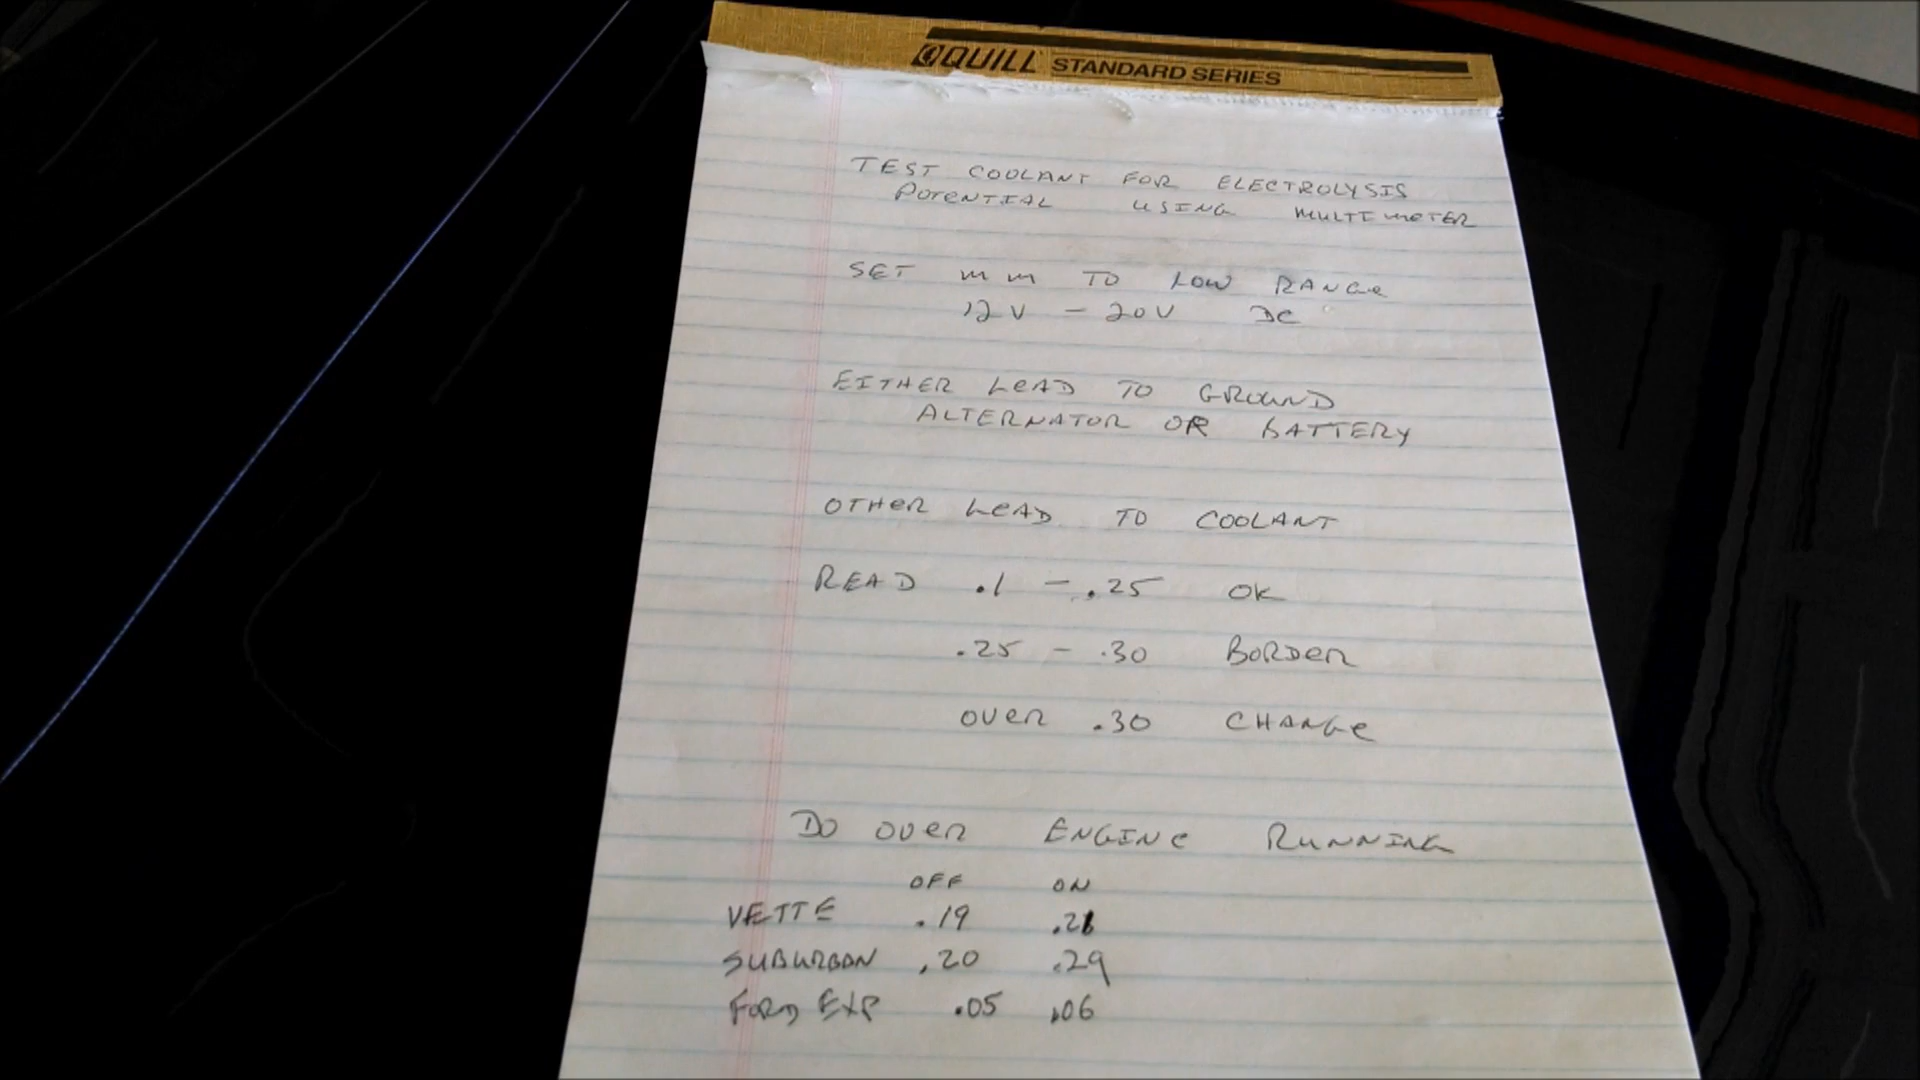 QUILL STANDARD SERIES
TEST COOLANT FOR ELECTROLYSIS
POTENTIAL USING MULTIMETER
SET MM TO LOW RANGE
12V - 20V DC
EITHER LEAD TO GROUND
ALTERNATOR OR BATTERY
OTHER LEAD TO COOLANT
READ .1 - .25 OK
.25 - .30 BORDER
OVER .30 CHANGE
DO OVER ENGINE RUNNING
OFF ON
VETTE .19
SUBURBAN .20 .29
FORD EXP .05 .06